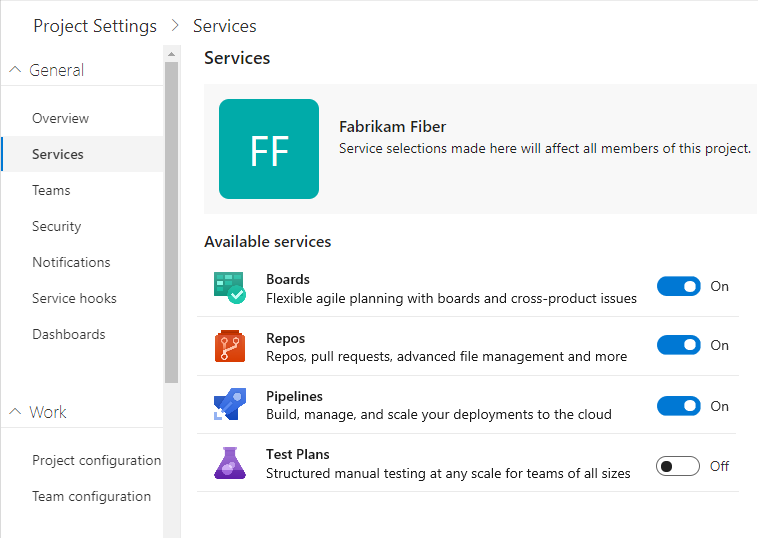 Project Settings > Services
General
Overview
Services
Teams
Security
Notifications
Service hooks
Dashboards
Work
Project configuration
Team configuration
Services
FF
Fabrikam Fiber
Service selections made here will affect all members of this project.
Available services
Boards
Flexible agile planning with boards and cross-product issues
On
Repos
Repos, pull requests, advanced file management and more
On
Pipelines
Build, manage, and scale your deployments to the cloud
On
Test Plans
Structured manual testing at any scale for teams of all sizes
Off